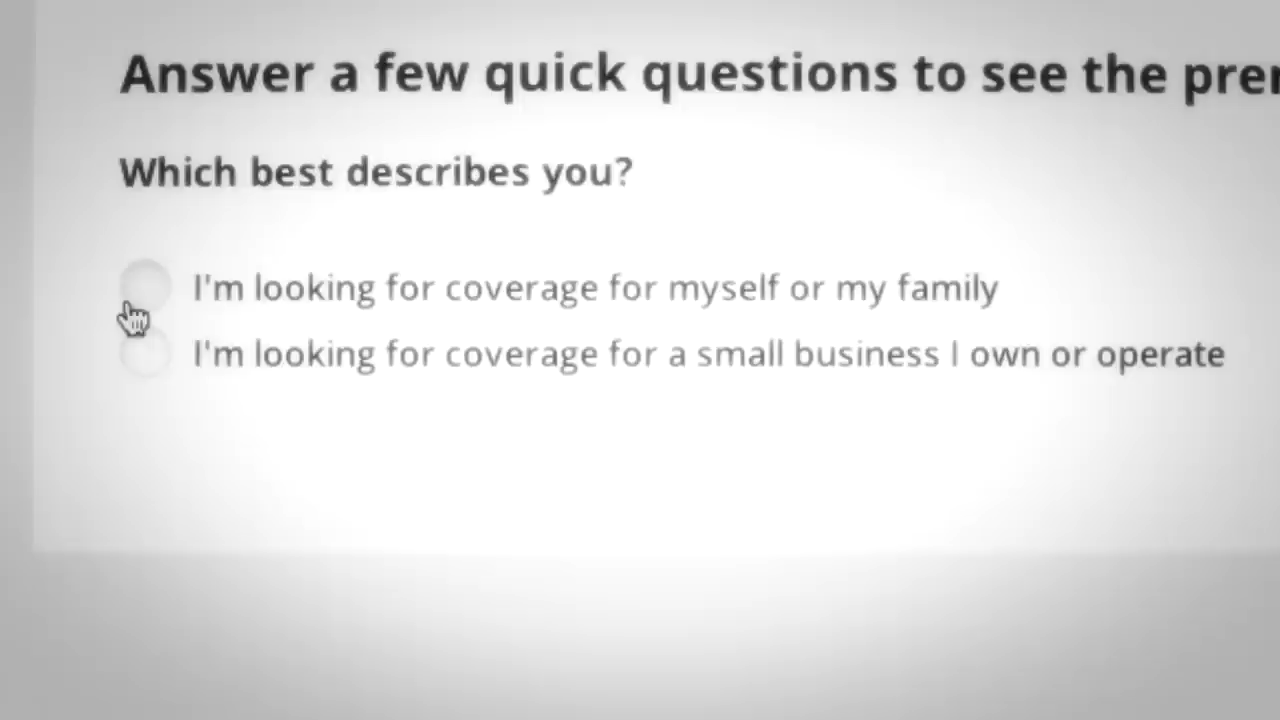 Answer a few quick questions to see the
Which best describes you?
I'm looking for coverage for myself or my family
I'm looking for coverage for a small business I own or operate